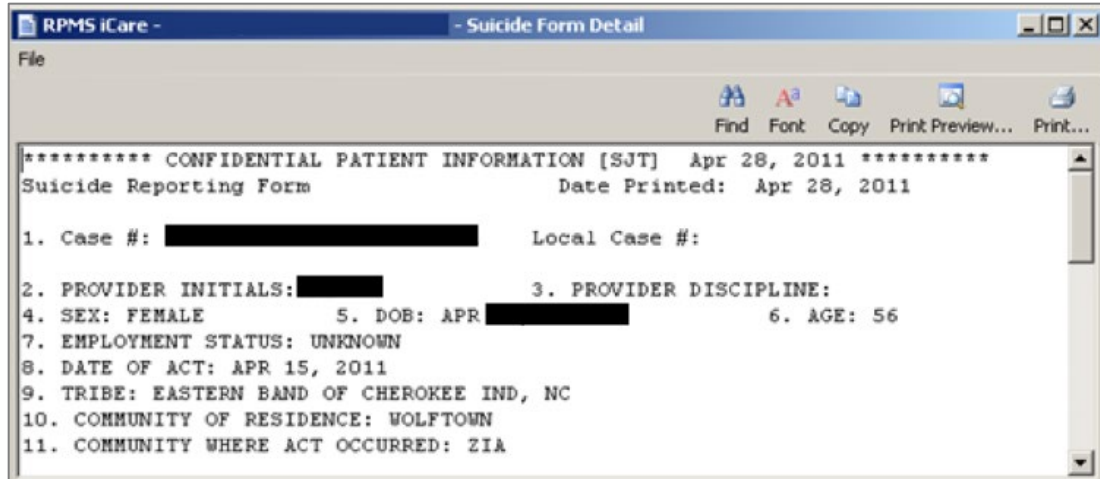 RPMS iCare - - Suicide Form Detail
File
Find Font Copy Print Preview... Print...
********** CONFIDENTIAL PATIENT INFORMATION [SJT] Apr 28, 2011 **********
Suicide Reporting Form Date Printed: Apr 28, 2011
1. Case #: Local Case #:
2. PROVIDER INITIALS: 3. PROVIDER DISCIPLINE:
4. SEX: FEMALE 5. DOB: APR 6. AGE: 56
7. EMPLOYMENT STATUS: UNKNOWN
8. DATE OF ACT: APR 15, 2011
9. TRIBE: EASTERN BAND OF CHEROKEE IND, NC
10. COMMUNITY OF RESIDENCE: WOLFTOWN
11. COMMUNITY WHERE ACT OCCURRED: ZIA